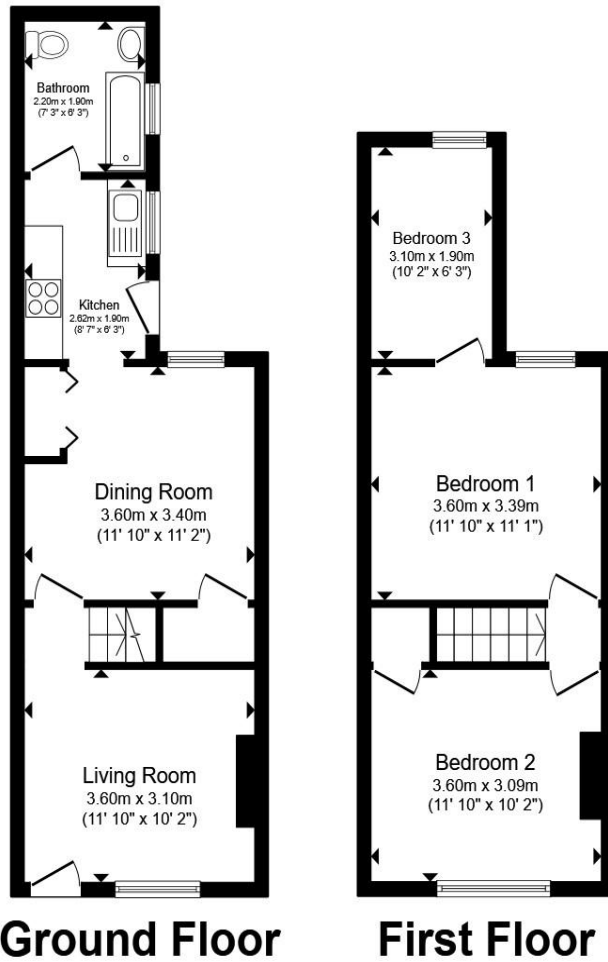 Bathroom
2.20m x 1.90m
(7' 3" x 6' 3")
Kitchen
2.62m x 1.90m
(8' 7" x 6' 3")
Dining Room
3.60m x 3.40m
(11' 10" x 11' 2")
Living Room
3.60m x 3.10m
(11' 10" x 10' 2")
Ground Floor
Bedroom 3
3.10m x 1.90m
(10' 2" x 6' 3")
Bedroom 1
3.60m x 3.39m
(11' 10" x 11' 1")
Bedroom 2
3.60m x 3.09m
(11' 10" x 10' 2")
First Floor